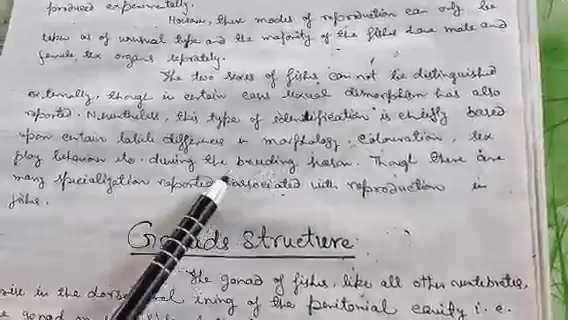 produced experimentally.
However, these modes of reproduction can only be
taken as of unusual type and the majority of the fishes have male and
female sex organs seprately.
The two sexes of fishes can not be distinguished
externally, though in certain cases sexual dimorphism has also
reported. Nevertheless, this type of identification is chiefly based
upon certain labile differences in morphology, colouration, sex
play behaviour etc. during the breeding season. Though there are
many specialization reported associated with reproduction in
fishes.
Gonads Structure
The gonad of fishes, like all other vertebrates,
in the lining of the peritonial cavity i.e.
gonad